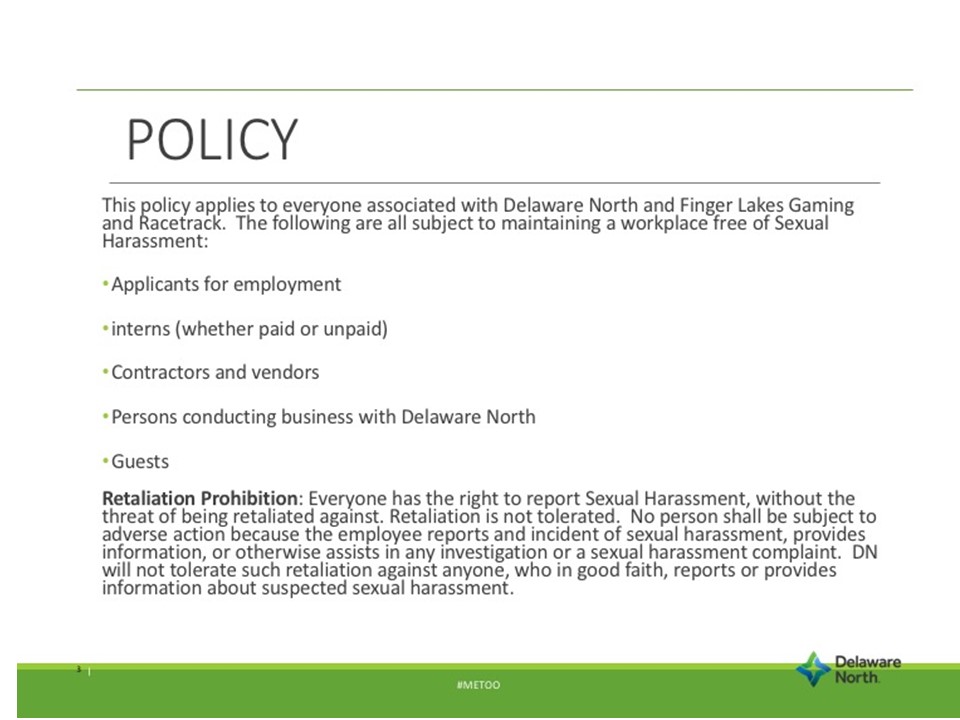 POLICY
This policy applies to everyone associated with Delaware North and Finger Lakes Gaming
and Racetrack.  The following are all subject to maintaining a workplace free of Sexual
Harassment:
•Applicants for employment
•interns (whether paid or unpaid)
•Contractors and vendors
•Persons conducting business with Delaware North
•Guests
Retaliation Prohibition: Everyone has the right to report Sexual Harassment, without the
threat of being retaliated against. Retaliation is not tolerated.  No person shall be subject to
adverse action because the employee reports and incident of sexual harassment, provides
information, or otherwise assists in any investigation or a sexual harassment complaint.  DN
will not tolerate such retaliation against anyone, who in good faith, reports or provides
information about suspected sexual harassment.
3 |
#METOO
Delaware
North